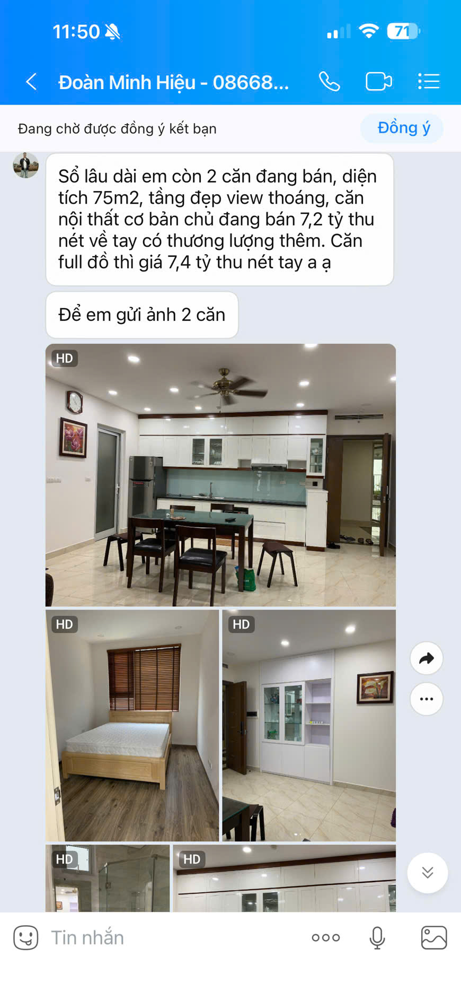 11:50
71
Đoàn Minh Hiệu - 08668...
Đang chờ được đồng ý kết bạn
Đồng ý
Sổ lâu dài em còn 2 căn đang bán, diện
tích 75m2, tầng đẹp view thoáng, căn
nội thất cơ bản chủ đang bán 7,2 tỷ thu
nét về tay có thương lượng thêm. Căn
full đồ thì giá 7,4 tỷ thu nét tay a ạ
Để em gửi ảnh 2 căn
HD
HD
HD
HD
HD
Tin nhắn